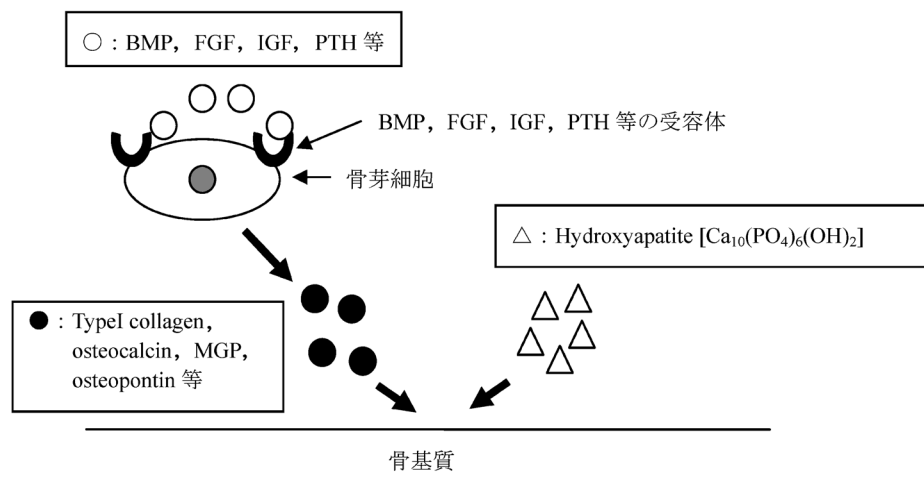 ○：BMP，FGF，IGF，PTH 等
BMP，FGF，IGF，PTH 等の受容体
骨芽細胞
△：Hydroxyapatite [Ca₁₀(PO₄)₆(OH)₂]
●：TypeI collagen，
osteocalcin，MGP，
osteopontin 等
骨基質